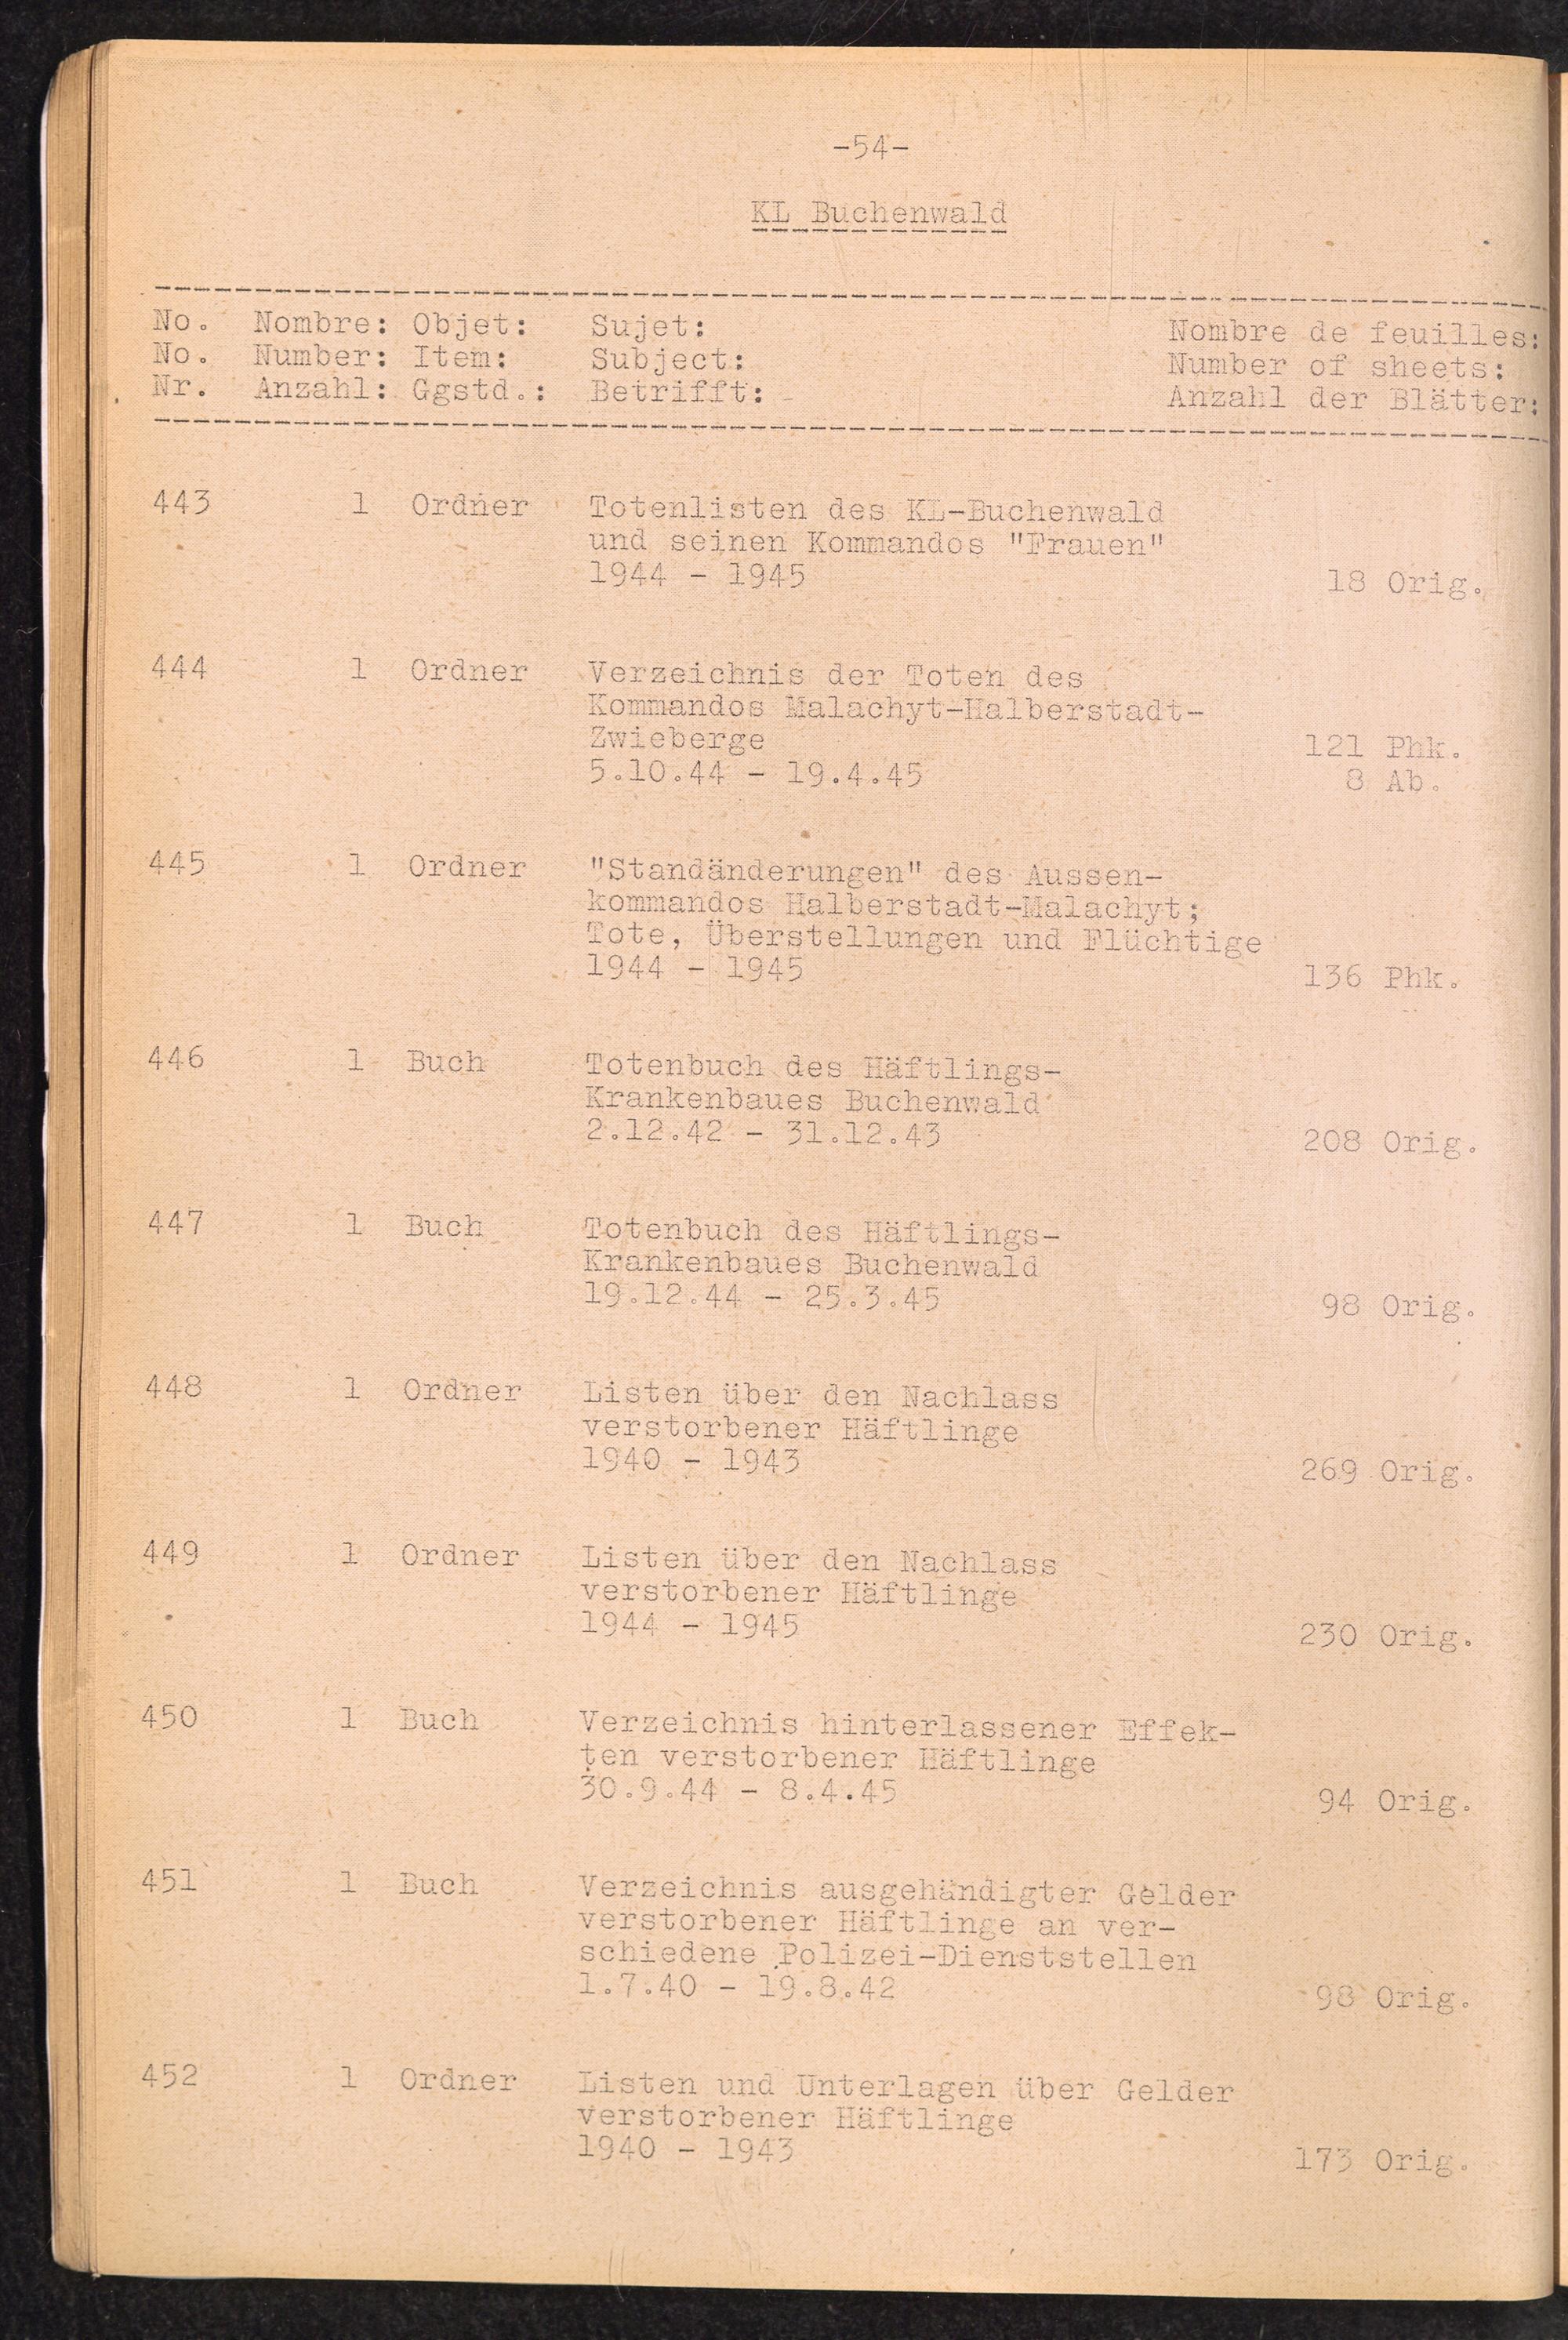 -54-
KL Buchenwald
No. Nombre: Objet: Sujet: Nombre de feuilles:
No. Number: Item: Subject: Number of sheets:
Nr. Anzahl: Ggstd.: Betrifft: Anzahl der Blätter:
443 1 Ordner Totenlisten des KL-Buchenwald
und seinen Kommandos "Frauen"
1944 - 1945 18 Orig.
444 1 Ordner Verzeichnis der Toten des
Kommandos Malachyt-Halberstadt-
Zwieberge 121 Phk.
5.10.44 - 19.4.45 8 Ab.
445 1 Ordner "Standänderungen" des Aussen-
kommandos Halberstadt-Malachyt;
Tote, Überstellungen und Flüchtige
1944 - 1945 136 Phk.
446 1 Buch Totenbuch des Häftlings-
Krankenbaues Buchenwald
2.12.42 - 31.12.43 208 Orig.
447 1 Buch Totenbuch des Häftlings-
Krankenbaues Buchenwald
19.12.44 - 25.3.45 98 Orig.
448 1 Ordner Listen über den Nachlass
verstorbener Häftlinge
1940 - 1943 269 Orig.
449 1 Ordner Listen über den Nachlass
verstorbener Häftlinge
1944 - 1945 230 Orig.
450 1 Buch Verzeichnis hinterlassener Effek-
ten verstorbener Häftlinge
30.9.44 - 8.4.45 94 Orig.
451 1 Buch Verzeichnis ausgehändigter Gelder
verstorbener Häftlinge an ver-
schiedene Polizei-Dienststellen
1.7.40 - 19.8.42 98 Orig.
452 1 Ordner Listen und Unterlagen über Gelder
verstorbener Häftlinge
1940 - 1943 173 Orig.